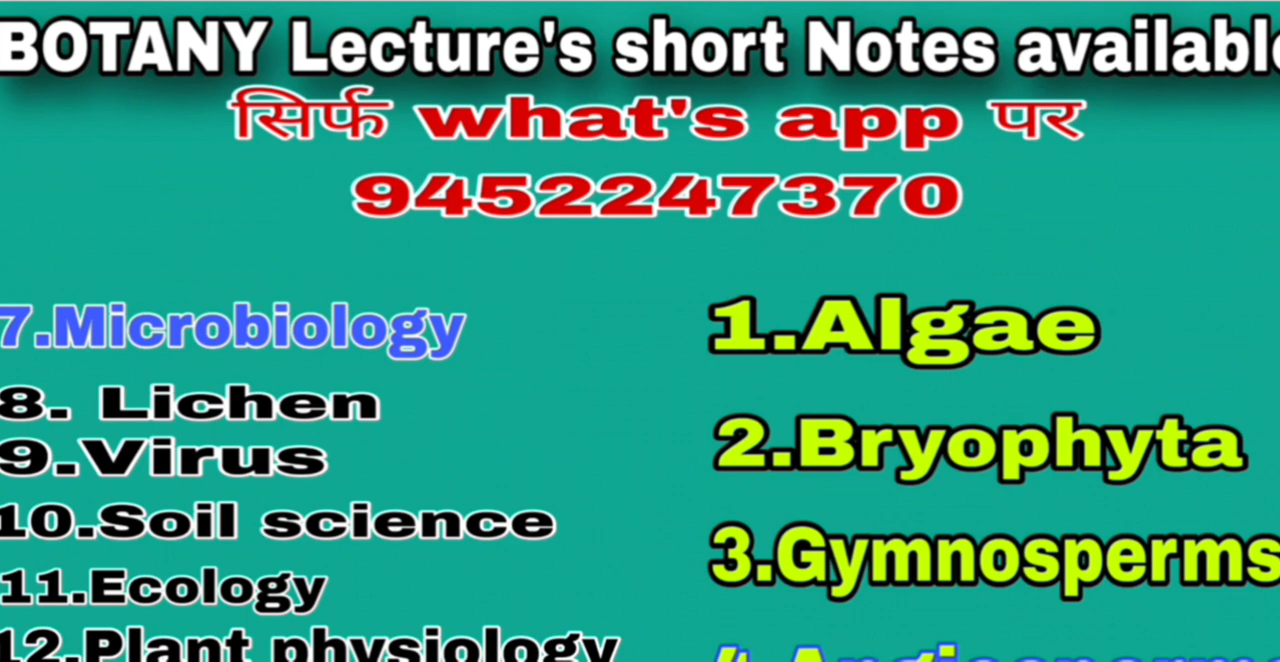 BOTANY Lecture's short Notes available
सिर्फ what's app पर
9452247370
7.Microbiology
8. Lichen
9.Virus
10.Soil science
11.Ecology
12.Plant physiology
1.Algae
2.Bryophyta
3.Gymnosperms